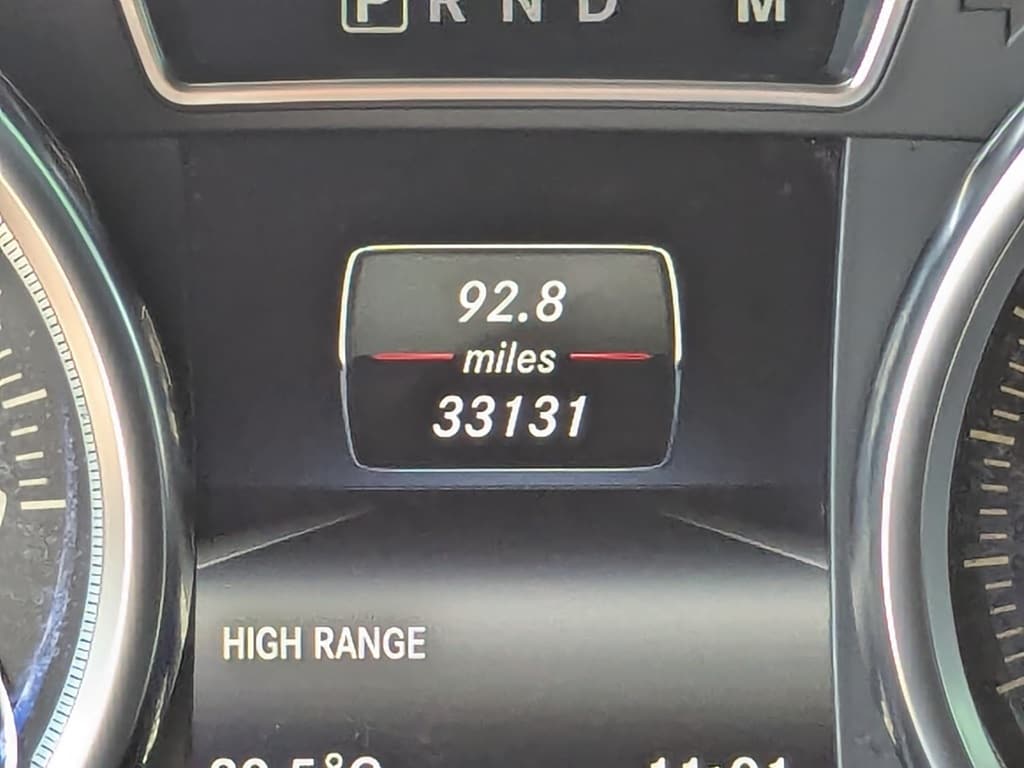 P R N D M
92.8
miles
33131
HIGH RANGE